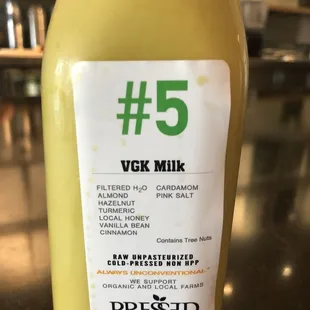 #5
VGK Milk
FILTERED H2O
ALMOND
HAZELNUT
TURMERIC
LOCAL HONEY
VANILLA BEAN
CINNAMON
CARDAMOM
PINK SALT
Contains Tree Nuts
RAW UNPASTEURIZED
COLD-PRESSED NON HPP
ALWAYS UNCONVENTIONAL
WE SUPPORT
ORGANIC AND LOCAL FARMS